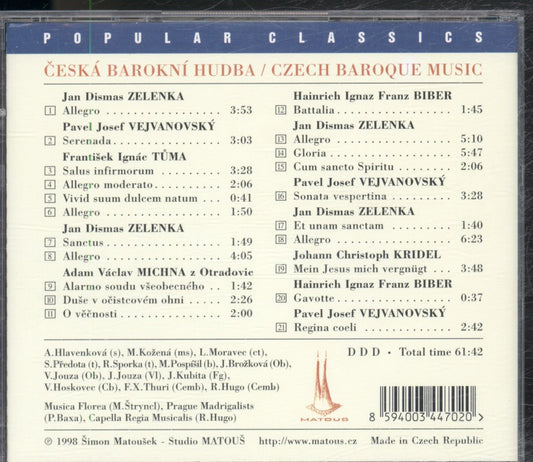 POPULAR CLASSICS
ČESKÁ BAROKNÍ HUDBA / CZECH BAROQUE MUSIC
Jan Dismas ZELENKA
1 Allegro 3:53
Pavel Josef VEJVANOVSKÝ
2 Serenada 3:03
František Ignác TŮMA
3 Salus infirmorum 3:28
4 Allegro moderato 2:06
5 Vivid suum dulcem natum 0:41
6 Allegro 1:50
Jan Dismas ZELENKA
7 Sanctus 1:49
8 Allegro 4:05
Adam Václav MICHNA z Otradovic
9 Alarmo soudu všeobecného 1:42
10 Duše v očistcovém ohni 2:26
11 O věčnosti 2:00
Hainrich Ignaz Franz BIBER
12 Battalia 1:45
Jan Dismas ZELENKA
13 Allegro 5:10
14 Gloria 5:47
15 Cum sancto Spiritu 2:06
Pavel Josef VEJVANOVSKÝ
16 Sonata vespertina 3:28
Jan Dismas ZELENKA
17 Et unam sanctam 1:40
18 Allegro 6:23
Johann Christoph KRIDEL
19 Mein Jesus mich vergnügt 3:48
Hainrich Ignaz Franz BIBER
20 Gavotte 0:37
Pavel Josef VEJVANOVSKÝ
21 Regina coeli 2:42
A.Hlavenková (s), M.Kožená (ms), L.Moravec (ct),
S.Předota (t), R.Sporka (t), M.Pospíšil (b), J.Brožková (Ob)
V.Jouza (Ob), J.Jouza (VI), J.Kubita (Fg),
V.Hoskovec (Cb), F.X.Thuri (Cemb), R.Hugo (Cemb)
Musica Florea (M.Štryncl), Prague Madrigalists
(P.Baxa), Capella Regia Musicalis (R.Hugo)
MATOUŠ
DDD • Total time 61:42
8 594003 447020
℗ 1998 Šimon Matoušek - Studio MATOUŠ http://www.matous.cz Made in Czech Republic